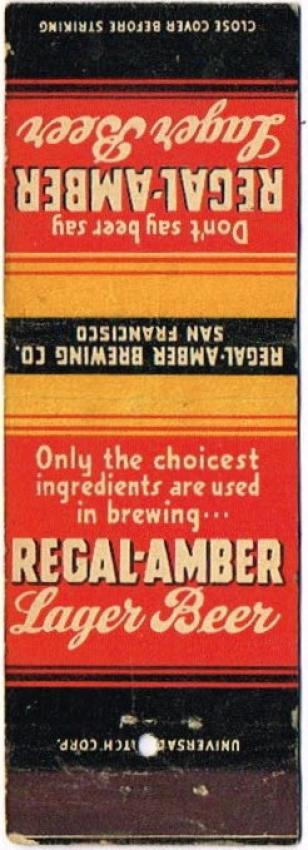 CLOSE COVER BEFORE STRIKING
Don't say beer say
REGAL-AMBER
Lager Beer
REGAL-AMBER BREWING CO.
SAN FRANCISCO
Only the choicest
ingredients are used
in brewing...
REGAL-AMBER
Lager Beer
CORP.